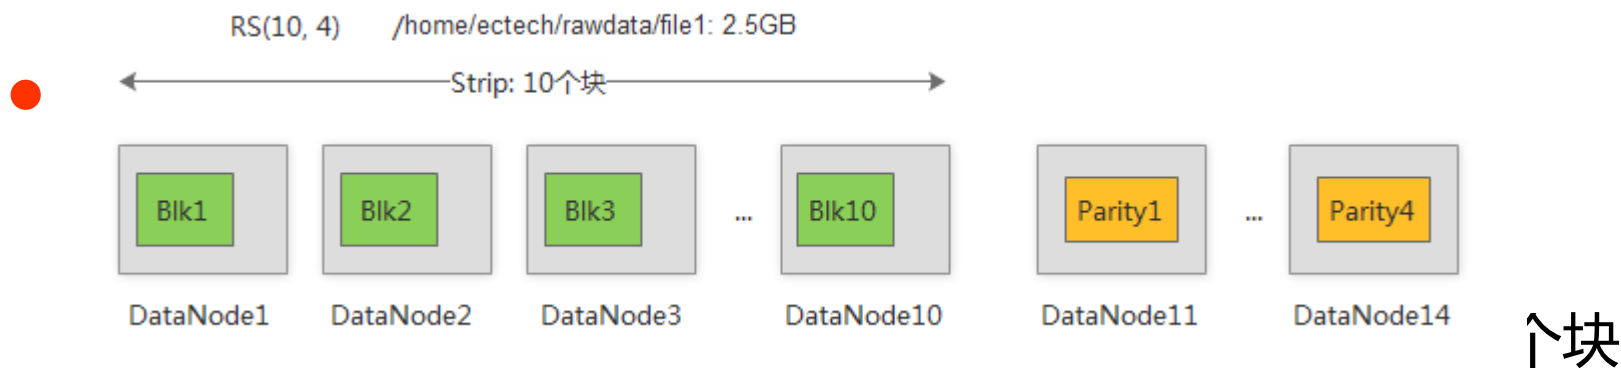 RS(10, 4) /home/ectech/rawdata/file1: 2.5GB
Strip: 10个块
Blk1 Blk2 Blk3 ... Blk10 Parity1 ... Parity4
DataNode1 DataNode2 DataNode3 DataNode10 DataNode11 DataNode14
个块